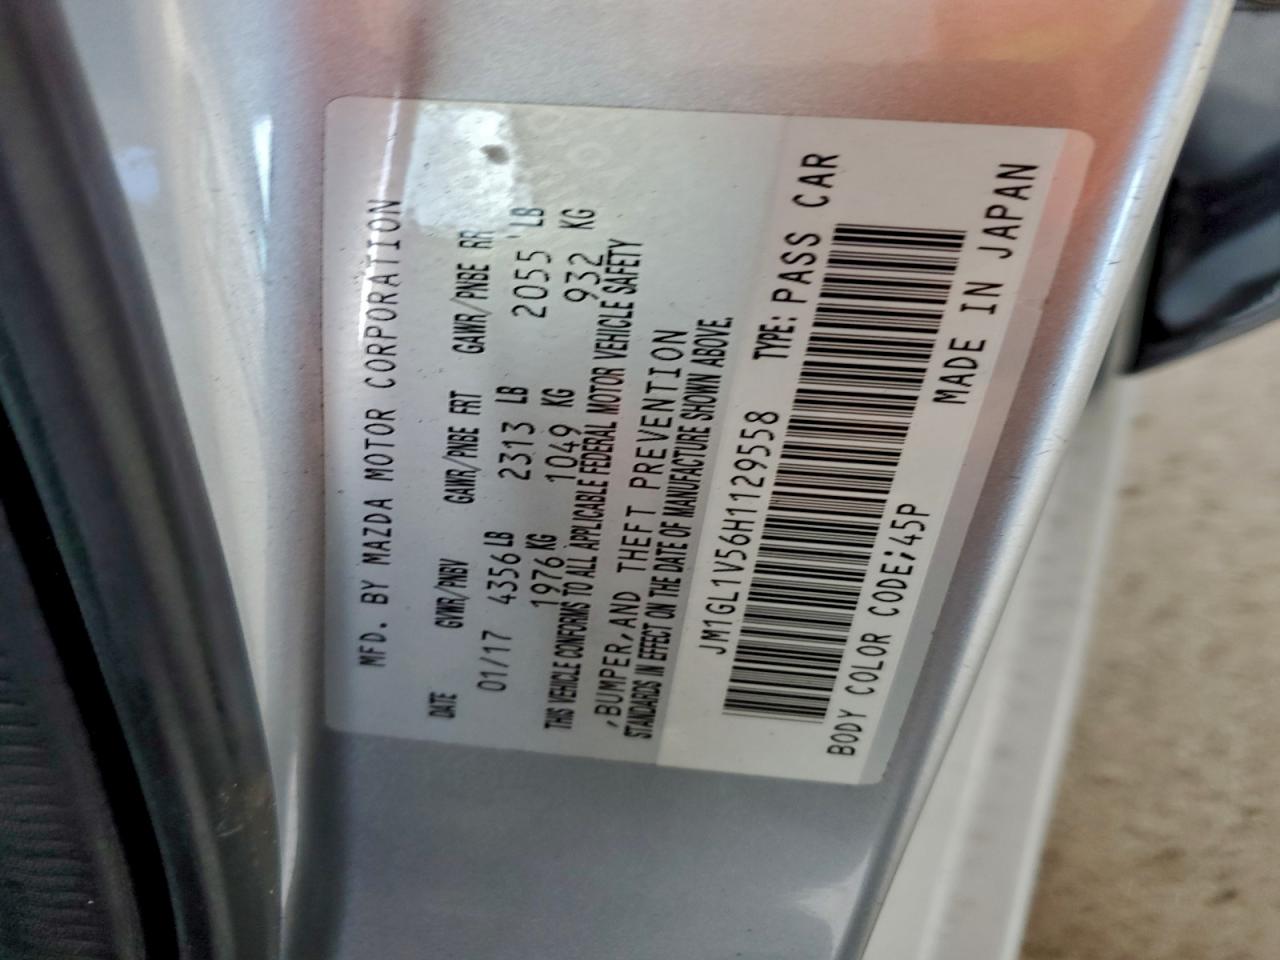 MFD. BY MAZDA MOTOR CORPORATION
DATE GVWR/PNBV GAWR/PNBE FRT GAWR/PNBE RR
01/17 4356 LB 2313 LB 2055 LB
1976 KG 1049 KG 932 KG
THIS VEHICLE CONFORMS TO ALL APPLICABLE FEDERAL MOTOR VEHICLE SAFETY
,BUMPER,AND THEFT PREVENTION
STANDARDS IN EFFECT ON THE DATE OF MANUFACTURE SHOWN ABOVE.
JM1GL1V56H1129558 TYPE: PASS CAR
BODY COLOR CODE;45P MADE IN JAPAN